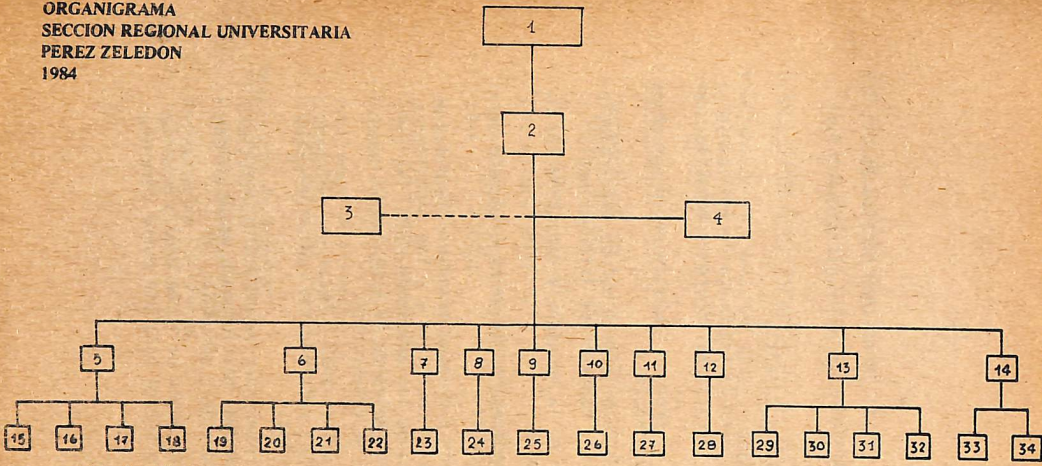 ORGANIGRAMA
SECCION REGIONAL UNIVERSITARIA
PEREZ ZELEDON
1984
1
2
3 4
5 6 7 8 9 10 11 12 13 14
15 16 17 18 19 20 21 22 23 24 25 26 27 28 29 30 31 32 33 34